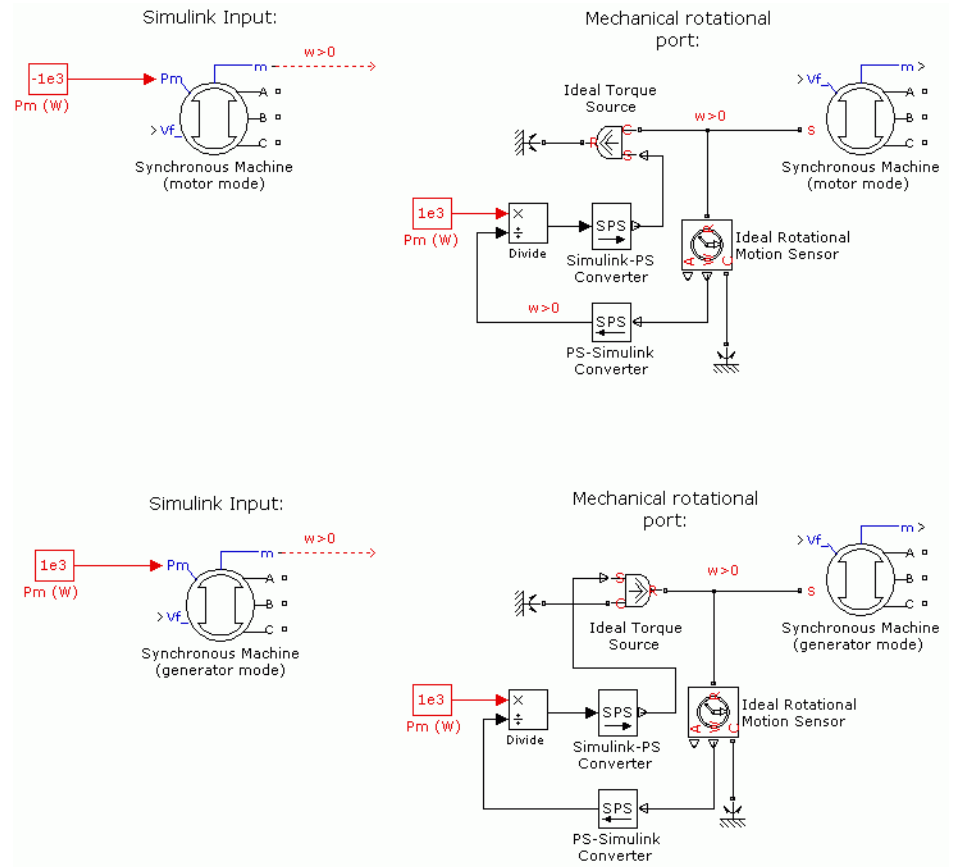 Simulink Input:
w>0
m
-1e3
Pm (W)
Pm
A
B
C
>Vf_
Synchronous Machine
(motor mode)
Mechanical rotational
port:
Ideal Torque
Source
R
C
S
w>0
S
>Vf_
m>
A
B
C
Synchronous Machine
(motor mode)
1e3
Pm (W)
×
÷
Divide
SPS
Simulink-PS
Converter
R
A
W
C
Ideal Rotational
Motion Sensor
w>0
SPS
PS-Simulink
Converter
Simulink Input:
w>0
m
1e3
Pm (W)
Pm
A
B
C
>Vf_
Synchronous Machine
(generator mode)
Mechanical rotational
port:
S
C
R
Ideal Torque
Source
w>0
S
>Vf_
m>
A
B
C
Synchronous Machine
(generator mode)
1e3
Pm (W)
×
÷
Divide
SPS
Simulink-PS
Converter
R
A
W
C
Ideal Rotational
Motion Sensor
SPS
PS-Simulink
Converter